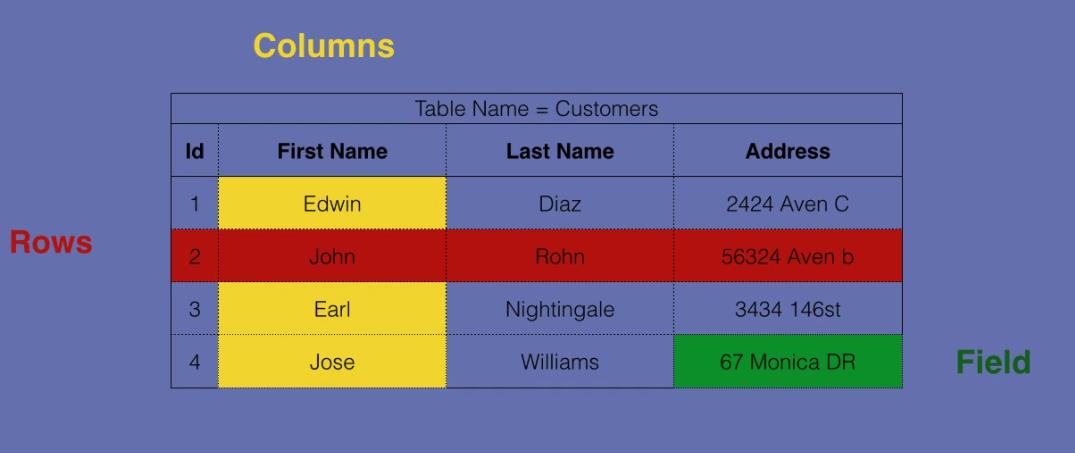 Columns
Table Name = Customers
Id First Name Last Name Address
1 Edwin Diaz 2424 Aven C
Rows
2 John Rohn 56324 Aven b
3 Earl Nightingale 3434 146st
4 Jose Williams 67 Monica DR
Field